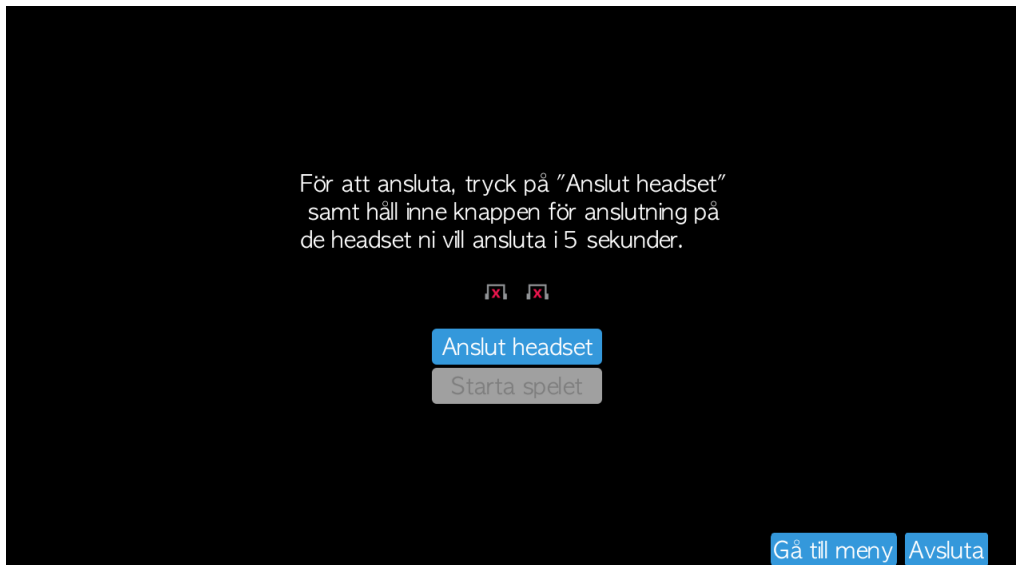 För att ansluta, tryck på "Anslut headset"
samt håll inne knappen för anslutning på
de headset ni vill ansluta i 5 sekunder.
x x
Anslut headset
Starta spelet
Gå till meny Avsluta